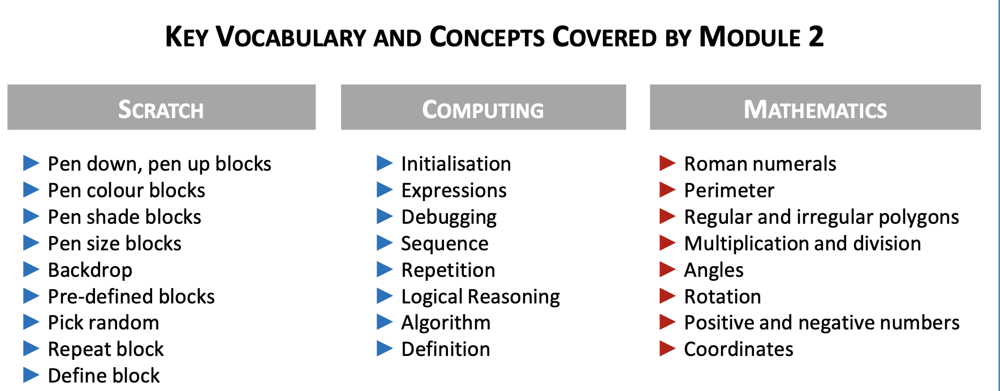 KEY VOCABULARY AND CONCEPTS COVERED BY MODULE 2
SCRATCH
Pen down, pen up blocks
Pen colour blocks
Pen shade blocks
Pen size blocks
Backdrop
Pre-defined blocks
Pick random
Repeat block
Define block
COMPUTING
Initialisation
Expressions
Debugging
Sequence
Repetition
Logical Reasoning
Algorithm
Definition
MATHEMATICS
Roman numerals
Perimeter
Regular and irregular polygons
Multiplication and division
Angles
Rotation
Positive and negative numbers
Coordinates